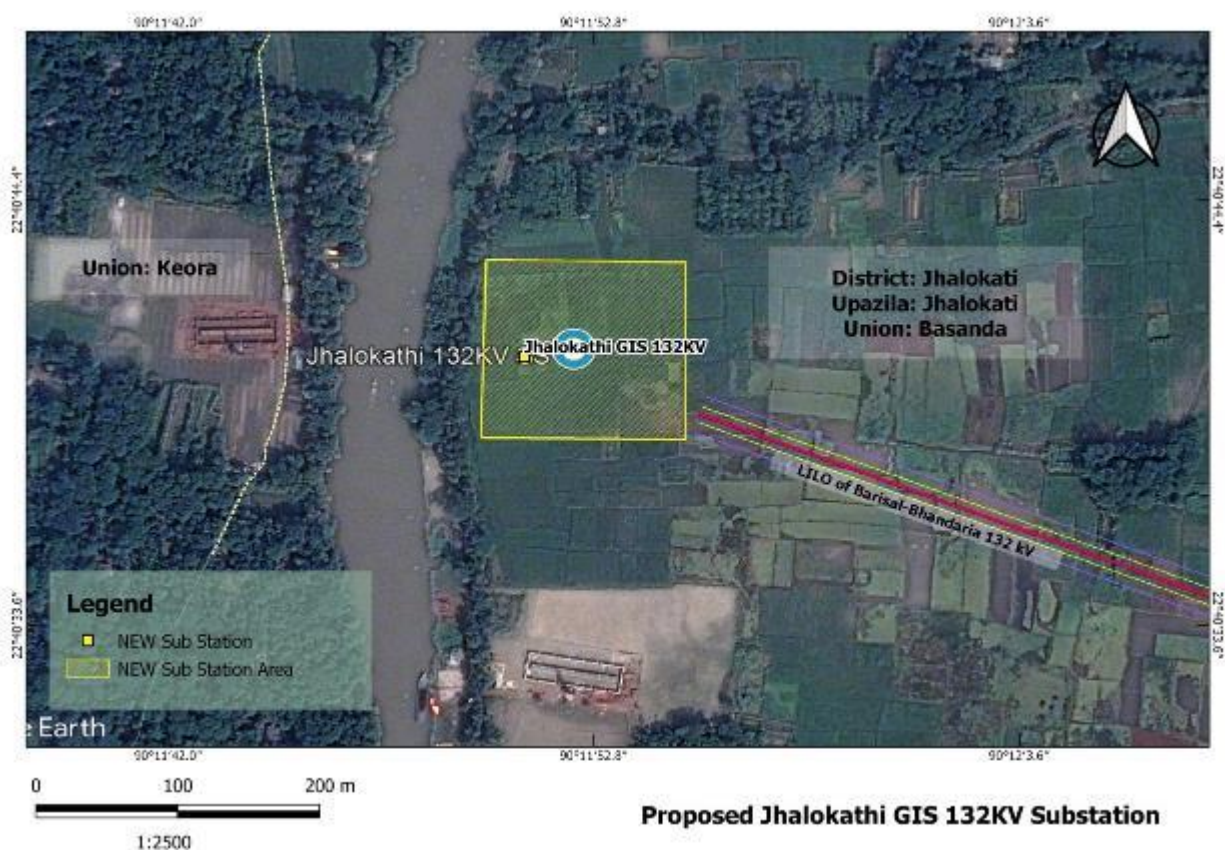 90°11'42.0"
90°11'52.8"
90°12'3.6"
22°40'44.4"
22°40'44.4"
Union: Keora
District: Jhalokati
Upazila: Jhalokati
Union: Basanda
Jhalokathi GIS 132KV
Jhalokathi 132KV
LILO of Barisal-Bhandaria 132 kV
Legend
NEW Sub Station
NEW Sub Station Area
22°40'33.6"
22°40'33.6"
Earth
90°11'42.0"
90°11'52.8"
90°12'3.6"
0 100 200 m
1:2500
Proposed Jhalokathi GIS 132KV Substation